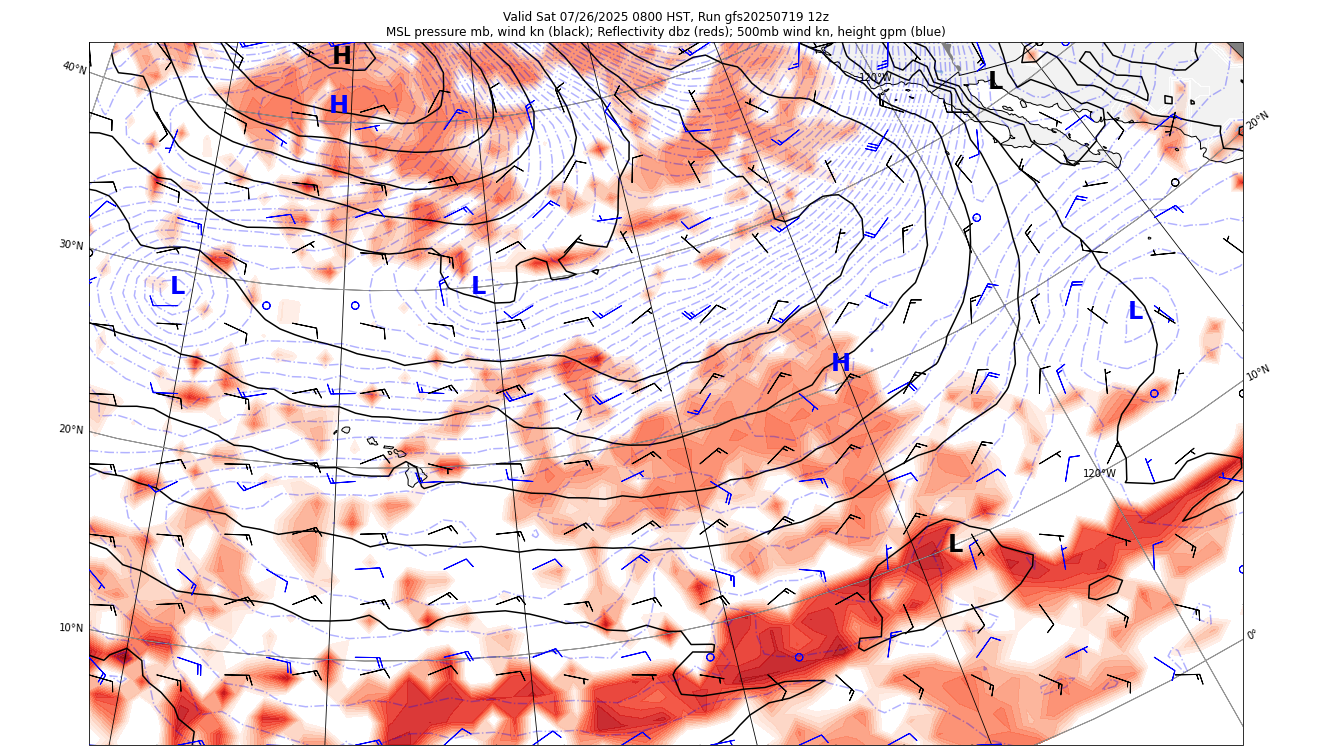 Valid Sat 07/26/2025 0800 HST, Run gfs20250719 12z
MSL pressure mb, wind kn (black); Reflectivity dbz (reds); 500mb wind kn, height gpm (blue)
H
40°N
120°W
L
H
20°N
30°N
L
L
L
H
10°N
20°N
120°W
L
10°N
0°